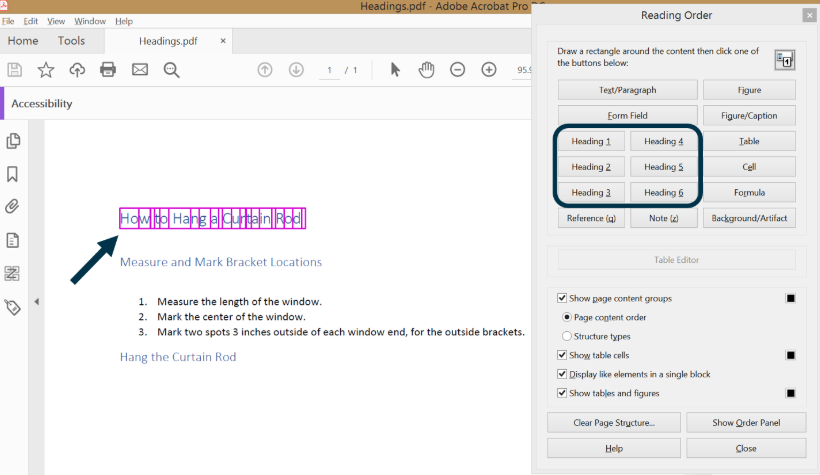 Headings.pdf - Adobe Acrobat Pro
File Edit View Window Help
Home Tools Headings.pdf ×
1 / 1 95.9
Accessibility
How to Hang a Curtain Rod
Measure and Mark Bracket Locations
1. Measure the length of the window.
2. Mark the center of the window.
3. Mark two spots 3 inches outside of each window end, for the outside brackets.
Hang the Curtain Rod
Reading Order
Draw a rectangle around the content then click one of
the buttons below:
Text/Paragraph Figure
Form Field Figure/Caption
Heading 1 Heading 4 Table
Heading 2 Heading 5 Cell
Heading 3 Heading 6 Formula
Reference (q) Note (z) Background/Artifact
Table Editor
Show page content groups
Page content order
Structure types
Show table cells
Display like elements in a single block
Show tables and figures
Clear Page Structure... Show Order Panel
Help Close